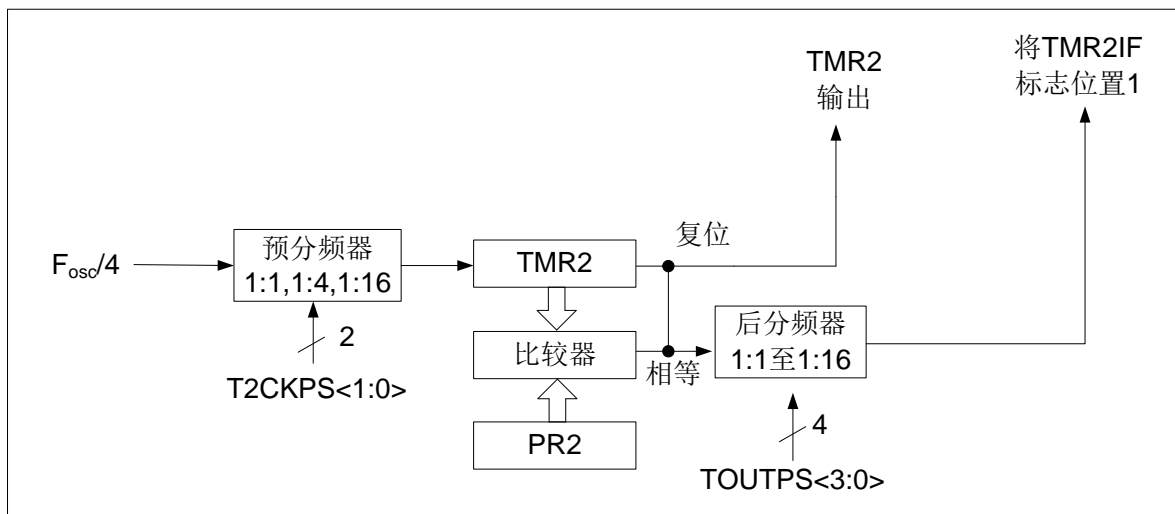 TMR2
输出
将TMR2IF
标志位置1
Fosc/4
预分频器
1:1,1:4,1:16
2
T2CKPS<1:0>
TMR2
复位
比较器
相等
PR2
后分频器
1:1至1:16
4
TOUTPS<3:0>